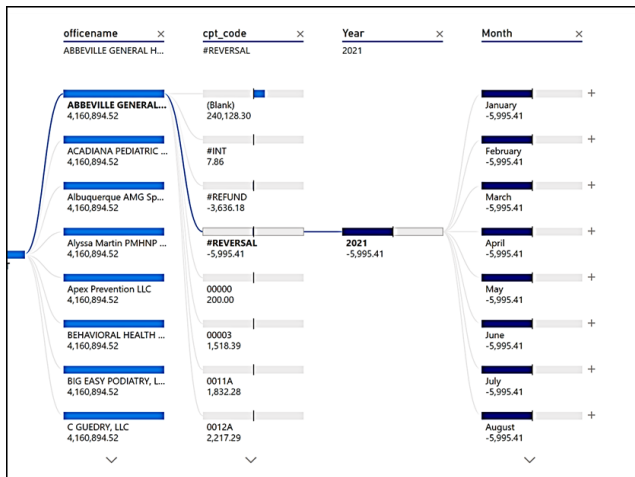 officename
ABBEVILLE GENERAL H...
cpt_code
#REVERSAL
Year
2021
Month
ABBEVILLE GENERAL...
4,160,894.52
ACADIANA PEDIATRIC ...
4,160,894.52
Albuquerque AMG Sp...
4,160,894.52
Alyssa Martin PMHNP ...
4,160,894.52
Apex Prevention LLC
4,160,894.52
BEHAVIORAL HEALTH ...
4,160,894.52
BIG EASY PODIATRY, L...
4,160,894.52
C GUEDRY, LLC
4,160,894.52
(Blank)
240,128.30
#INT
7.86
#REFUND
-3,636.18
#REVERSAL
-5,995.41
00000
200.00
00003
1,518.39
0011A
1,832.28
0012A
2,217.29
2021
-5,995.41
January
-5,995.41
February
-5,995.41
March
-5,995.41
April
-5,995.41
May
-5,995.41
June
-5,995.41
July
-5,995.41
August
-5,995.41